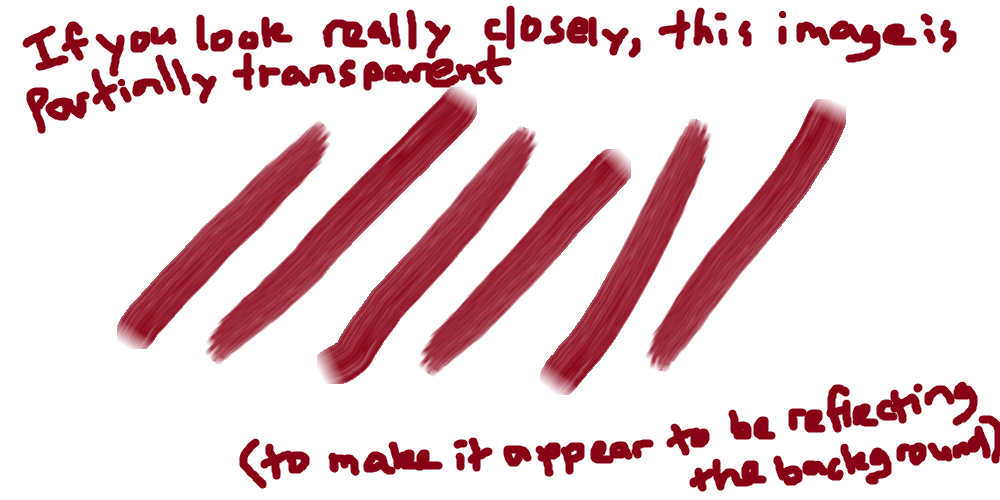 If you look really closely, this image is
Partially transparent
(to make it appear to be reflecting
the background)